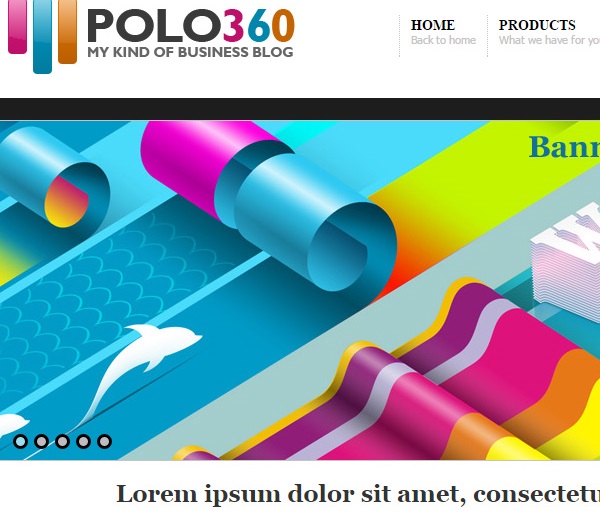 POLO360
MY KIND OF BUSINESS BLOG
HOME
Back to home
PRODUCTS
What we have for you
Bann
W
Lorem ipsum dolor sit amet, consectetu